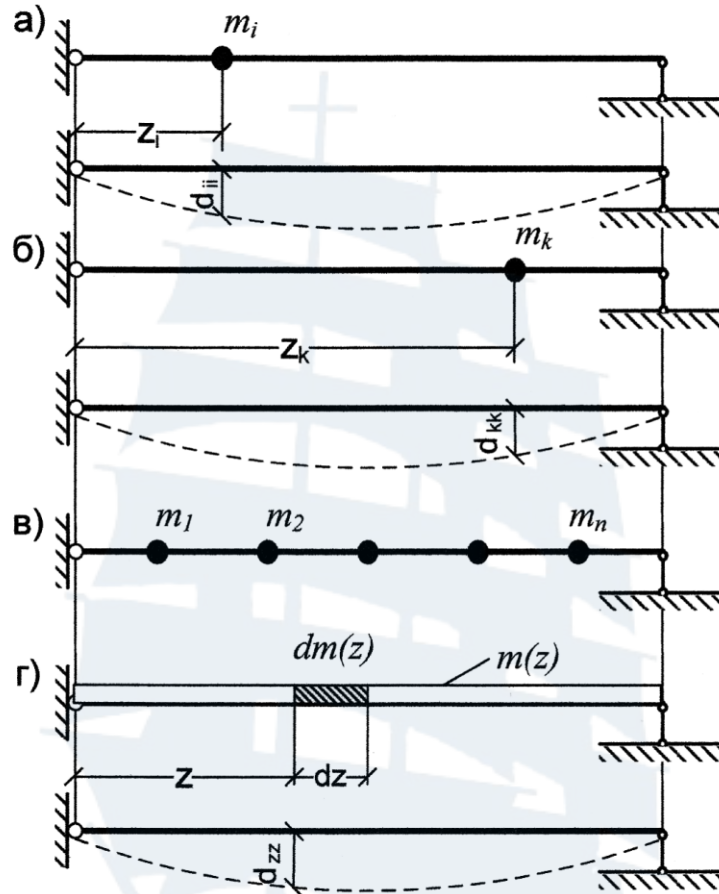 а)
m_i
z_i
d_ii
б)
m_k
z_k
d_kk
в)
m_1 m_2 m_n
dm(z)
г) m(z)
z dz
d_zz